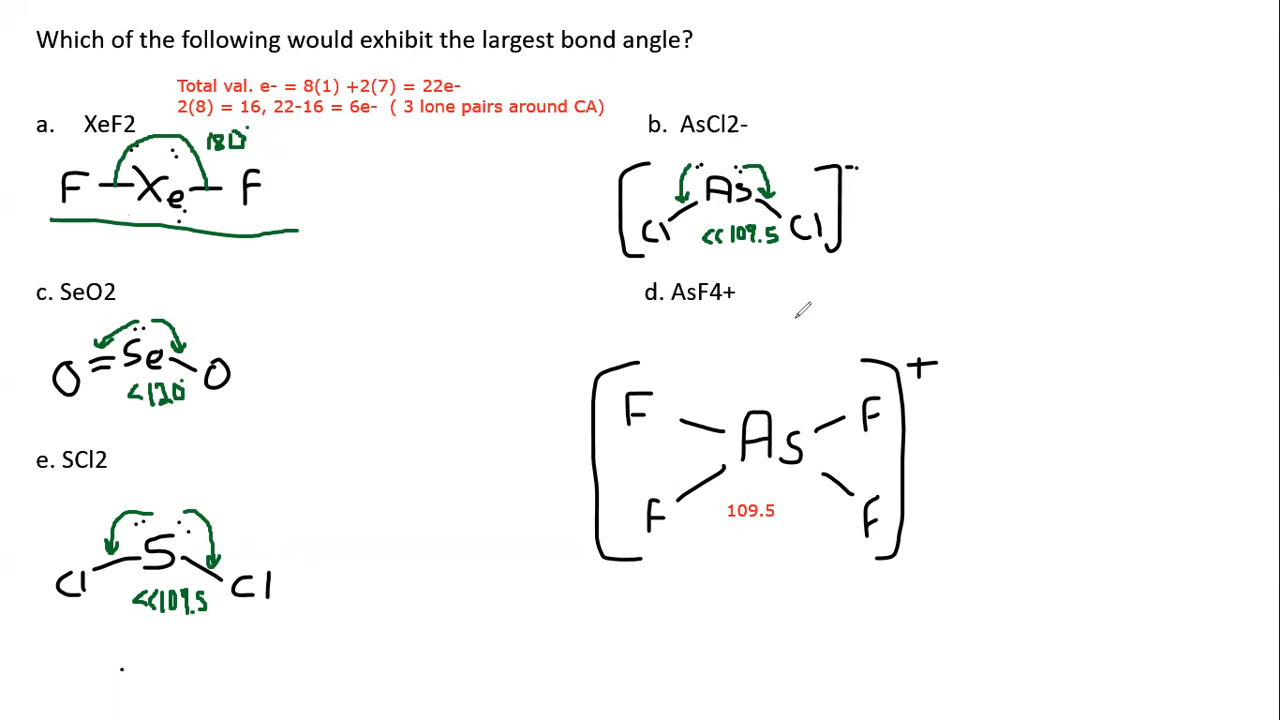 Which of the following would exhibit the largest bond angle?
Total val. e- = 8(1) +2(7) = 22e-
2(8) = 16, 22-16 = 6e- ( 3 lone pairs around CA)
a. XeF2
180°
F Xe F
b. AsCl2-
[ As ] -
Cl Cl
<<109.5
c. SeO2
O = Se O
<120°
d. AsF4+
[ ] +
F F
As
F F
109.5
e. SCl2
S
Cl Cl
<<109.5